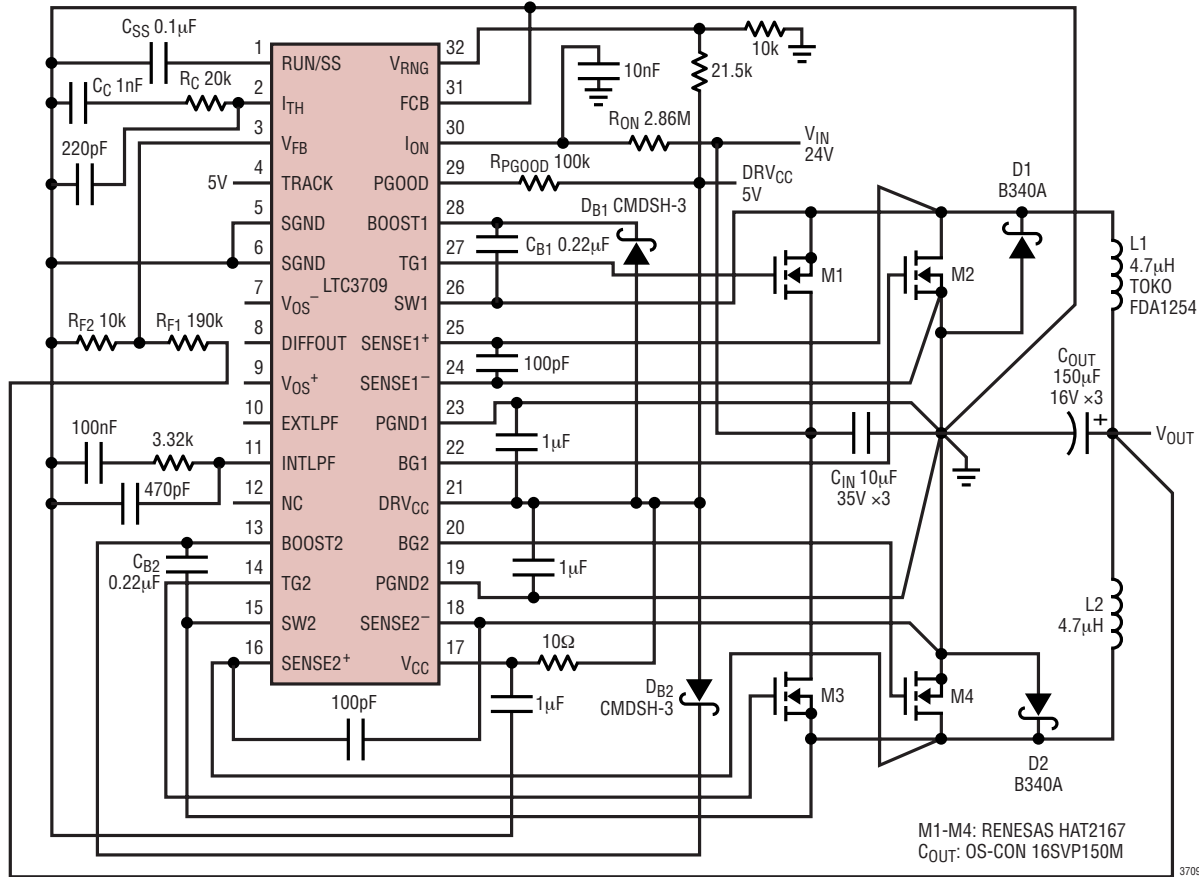 CSS 0.1μF
CC 1nF
RC 20k
220pF
5V
RF2 10k
RF1 190k
100nF
3.32k
470pF
CB2
0.22μF
100pF
1
RUN/SS
2
ITH
3
VFB
4
TRACK
5
SGND
6
SGND
7
VOS−
8
DIFFOUT
9
VOS+
10
EXTLPF
11
INTLPF
12
NC
13
BOOST2
14
TG2
15
SW2
16
SENSE2+
LTC3709
32
VRNG
31
FCB
30
ION
29
PGOOD
28
BOOST1
27
TG1
26
SW1
25
SENSE1+
24
SENSE1−
23
PGND1
22
BG1
21
DRVCC
20
BG2
19
PGND2
18
SENSE2−
17
VCC
10k
21.5k
10nF
RON 2.86M
VIN
24V
RPGOOD 100k
DRVCC
5V
DB1 CMDSH-3
CB1 0.22μF
100pF
1μF
1μF
10Ω
1μF
DB2
CMDSH-3
M1
M2
M3
M4
D1
B340A
L1
4.7μH
TOKO
FDA1254
COUT
150μF
16V ×3
+
VOUT
CIN 10μF
35V ×3
L2
4.7μH
D2
B340A
M1-M4: RENESAS HAT2167
COUT: OS-CON 16SVP150M
3709